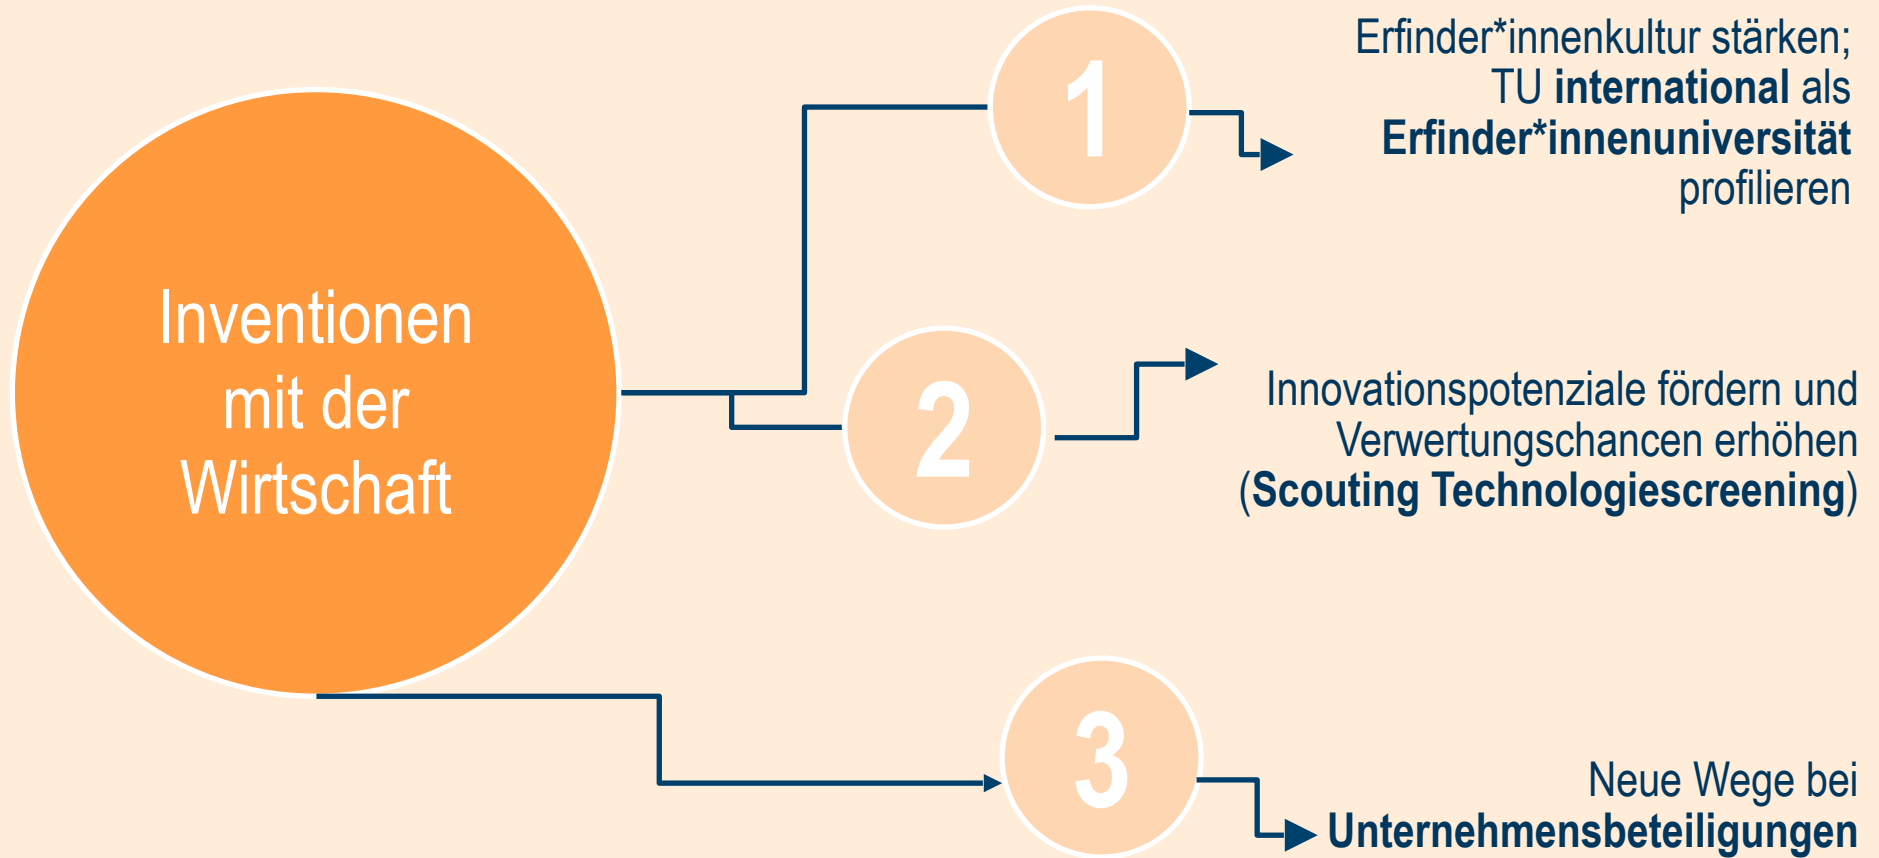 Inventionen
mit der
Wirtschaft
1
Erfinder*innenkultur stärken;
TU international als
Erfinder*innenuniversität
profilieren
2
Innovationspotenziale fördern und
Verwertungschancen erhöhen
(Scouting Technologiescreening)
3
Neue Wege bei
Unternehmensbeteiligungen